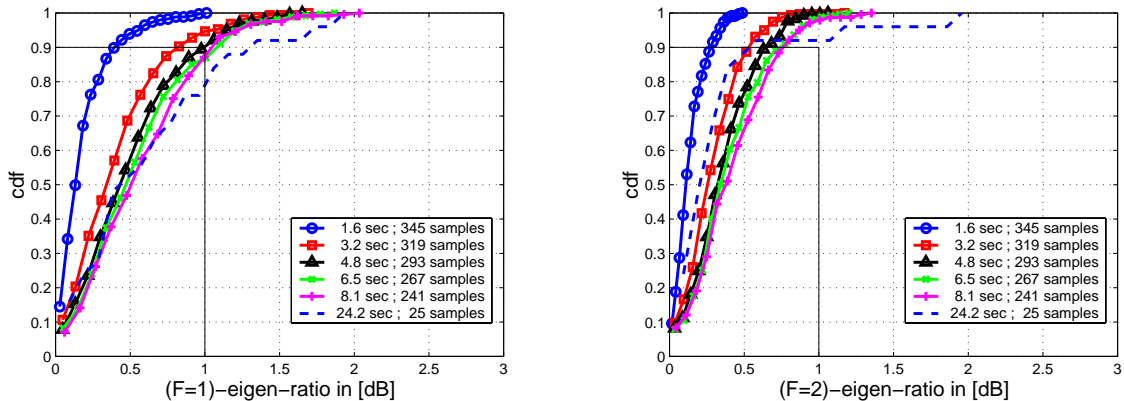 1
0.9
0.8
0.7
0.6
0.5
0.4
0.3
0.2
0.1
0
cdf
0 0.5 1 1.5 2 2.5 3
(F=1)−eigen−ratio in [dB]
1.6 sec ; 345 samples
3.2 sec ; 319 samples
4.8 sec ; 293 samples
6.5 sec ; 267 samples
8.1 sec ; 241 samples
24.2 sec ; 25 samples
1
0.9
0.8
0.7
0.6
0.5
0.4
0.3
0.2
0.1
0
cdf
0 0.5 1 1.5 2 2.5 3
(F=2)−eigen−ratio in [dB]
1.6 sec ; 345 samples
3.2 sec ; 319 samples
4.8 sec ; 293 samples
6.5 sec ; 267 samples
8.1 sec ; 241 samples
24.2 sec ; 25 samples